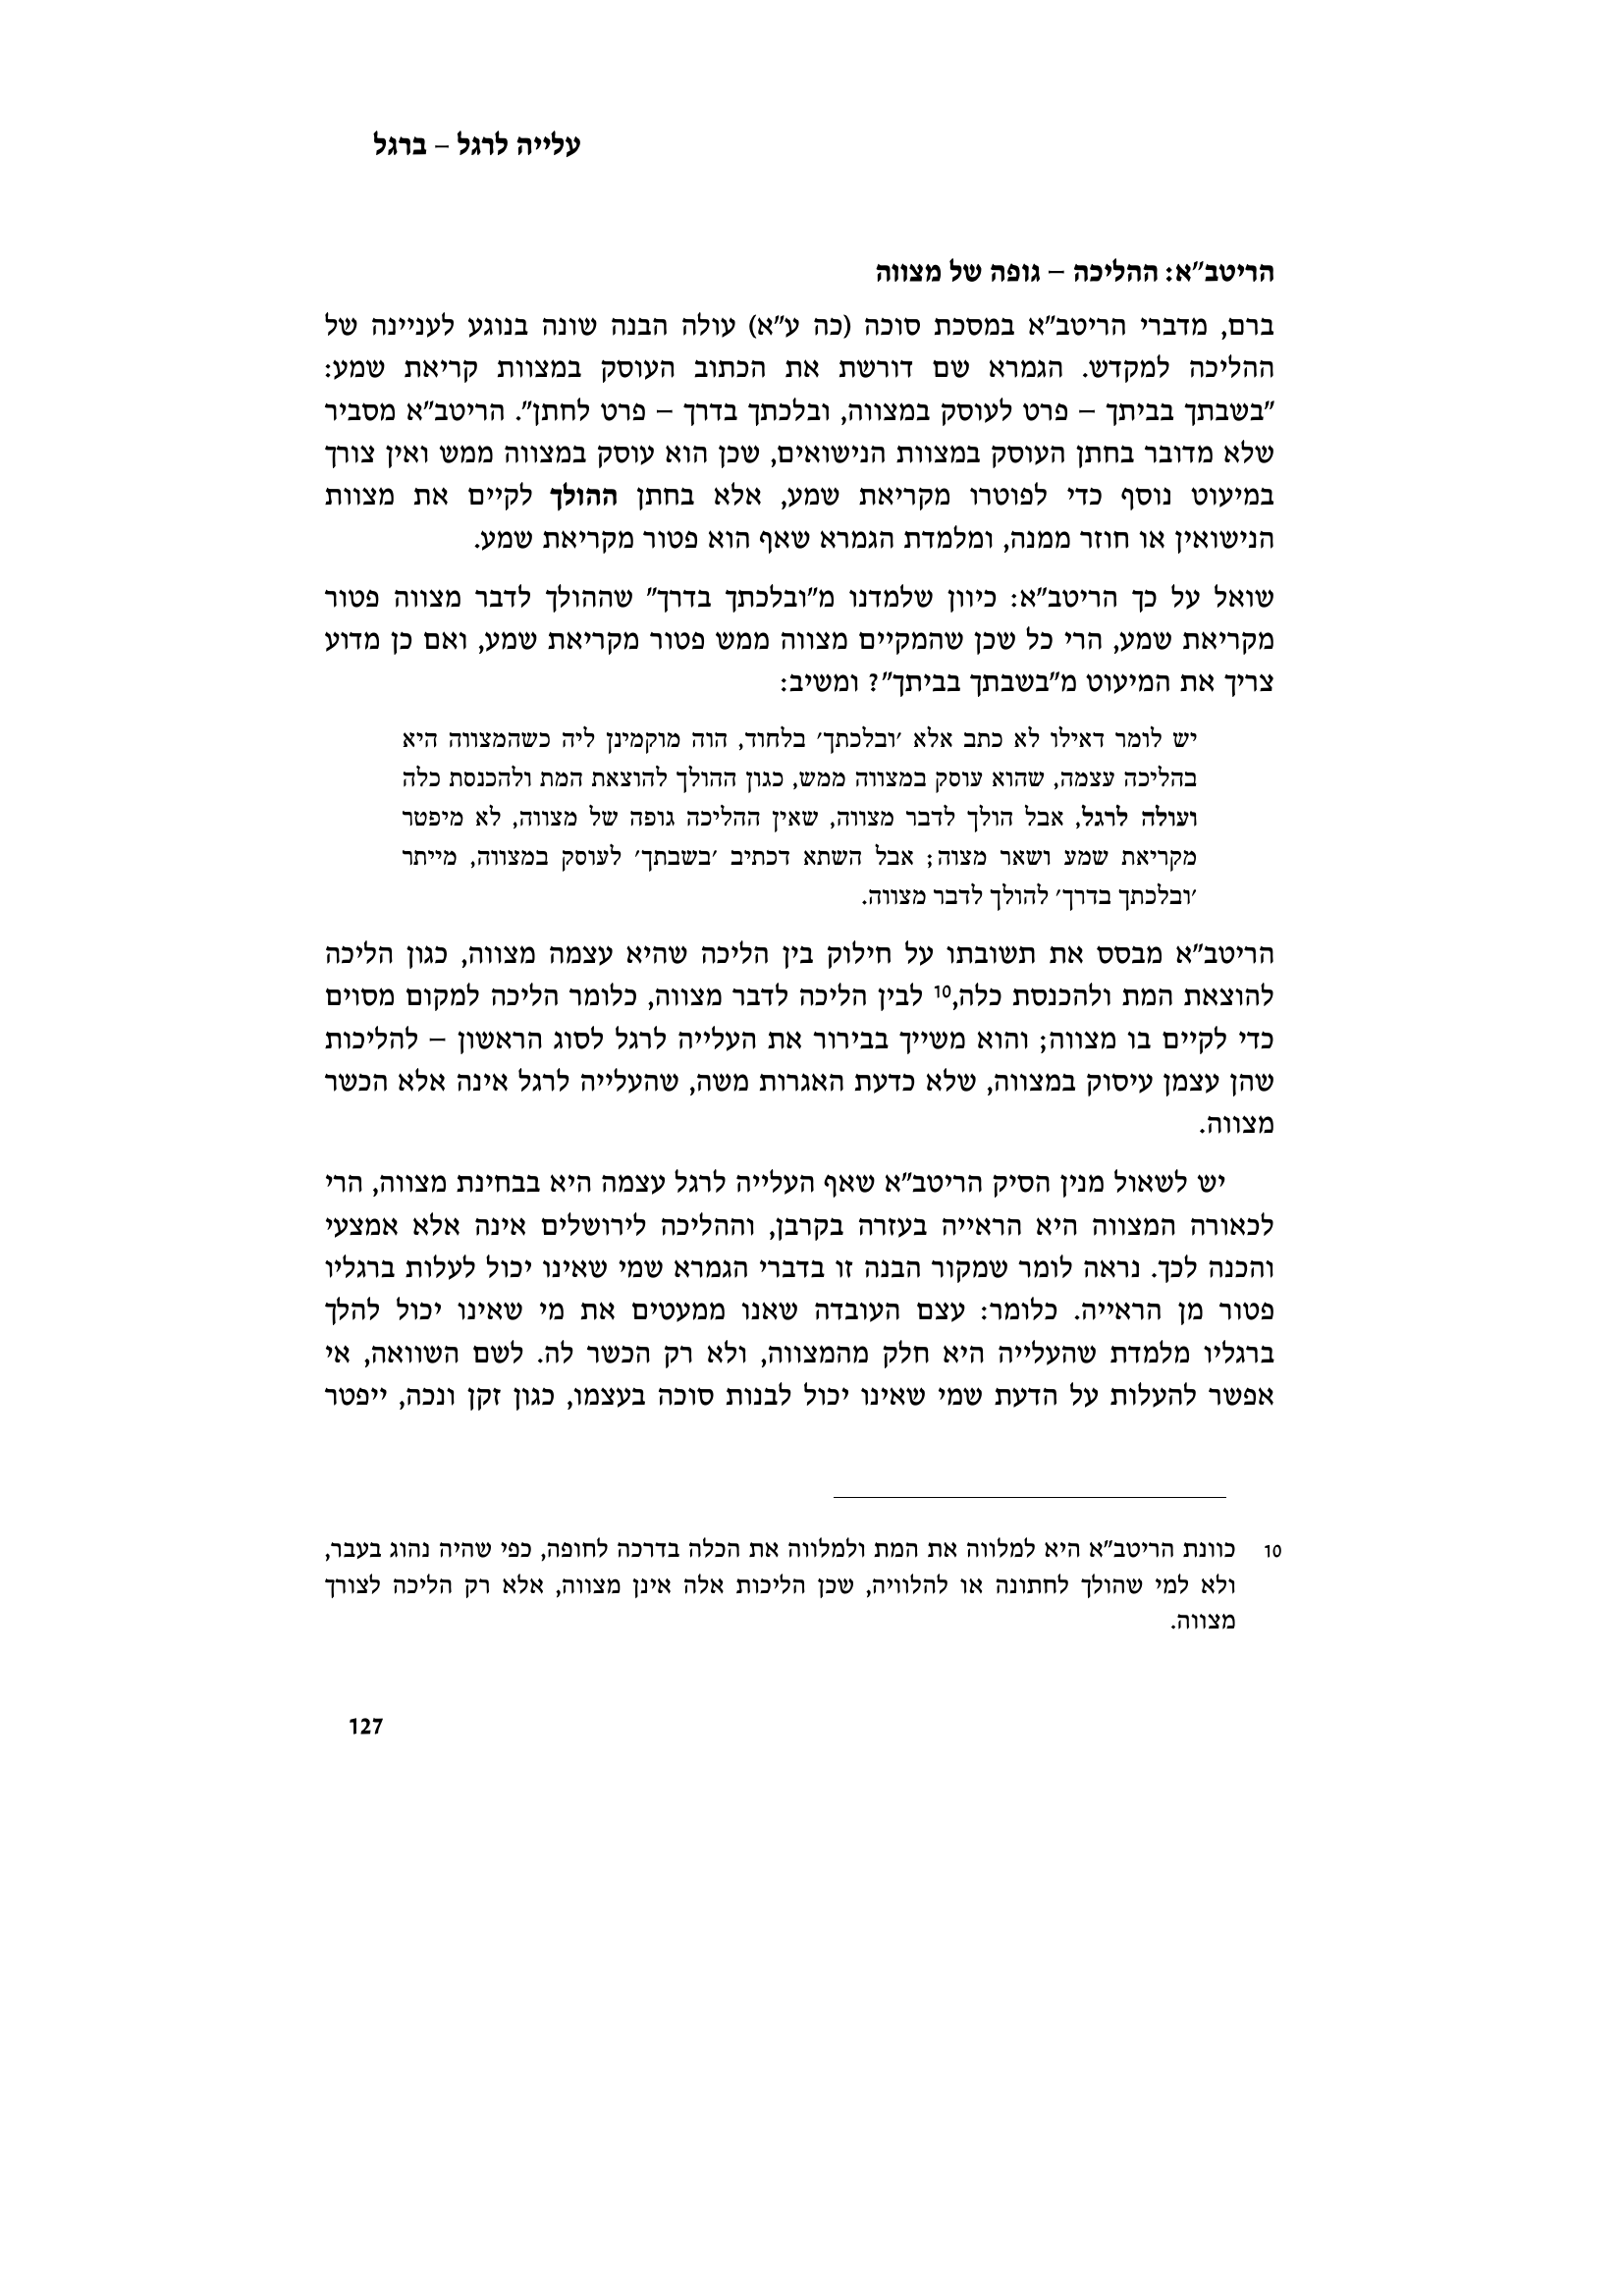 עלייה לרגל – ברגל
הריטב"א: ההליכה – גופה של מצווה
ברם, מדברי הריטב"א במסכת סוכה (כה ע"א) עולה הבנה שונה בנוגע לעניינה של
ההליכה למקדש. הגמרא שם דורשת את הכתוב העוסק במצוות קריאת שמע:
"בשבתך בביתך – פרט לעוסק במצווה, ובלכתך בדרך – פרט לחתן". הריטב"א מסביר
שלא מדובר בחתן העוסק במצוות הנישואים, שכן הוא עוסק במצווה ממש ואין צורך
במיעוט נוסף כדי לפוטרו מקריאת שמע, אלא בחתן ההולך לקיים את מצוות
הנישואין או חוזר ממנה, ומלמדת הגמרא שאף הוא פטור מקריאת שמע.
שואל על כך הריטב"א: כיוון שלמדנו מ"ובלכתך בדרך" שההולך לדבר מצווה פטור
מקריאת שמע, הרי כל שכן שהמקיים מצווה ממש פטור מקריאת שמע, ואם כן מדוע
צריך את המיעוט מ"בשבתך בביתך"? ומשיב:
יש לומר דאילו לא כתב אלא 'ובלכתך' בלחוד, הוה מוקמינן ליה כשהמצווה היא
בהליכה עצמה, שהוא עוסק במצווה ממש, כגון ההולך להוצאת המת ולהכנסת כלה
ועולה לרגל, אבל הולך לדבר מצווה, שאין ההליכה גופה של מצווה, לא מיפטר
מקריאת שמע ושאר מצוה; אבל השתא דכתיב 'בשבתך' לעוסק במצווה, מייתר
'ובלכתך בדרך' להולך לדבר מצווה.
הריטב"א מבסס את תשובתו על חילוק בין הליכה שהיא עצמה מצווה, כגון הליכה
להוצאת המת ולהכנסת כלה,10 לבין הליכה לדבר מצווה, כלומר הליכה למקום מסוים
כדי לקיים בו מצווה; והוא משייך בבירור את העלייה לרגל לסוג הראשון – להליכות
שהן עצמן עיסוק במצווה, שלא כדעת האגרות משה, שהעלייה לרגל אינה אלא הכשר
מצווה.
יש לשאול מנין הסיק הריטב"א שאף העלייה לרגל עצמה היא בבחינת מצווה, הרי
לכאורה המצווה היא הראייה בעזרה בקרבן, וההליכה לירושלים אינה אלא אמצעי
והכנה לכך. נראה לומר שמקור הבנה זו בדברי הגמרא שמי שאינו יכול לעלות ברגליו
פטור מן הראייה. כלומר: עצם העובדה שאנו ממעטים את מי שאינו יכול להלך
ברגליו מלמדת שהעלייה היא חלק מהמצווה, ולא רק הכשר לה. לשם השוואה, אי
אפשר להעלות על הדעת שמי שאינו יכול לבנות סוכה בעצמו, כגון זקן ונכה, ייפטר
10 כוונת הריטב"א היא למלווה את המת ולמלווה את הכלה בדרכה לחופה, כפי שהיה נהוג בעבר,
ולא למי שהולך לחתונה או להלוויה, שכן הליכות אלה אינן מצווה, אלא רק הליכה לצורך
מצווה.
127